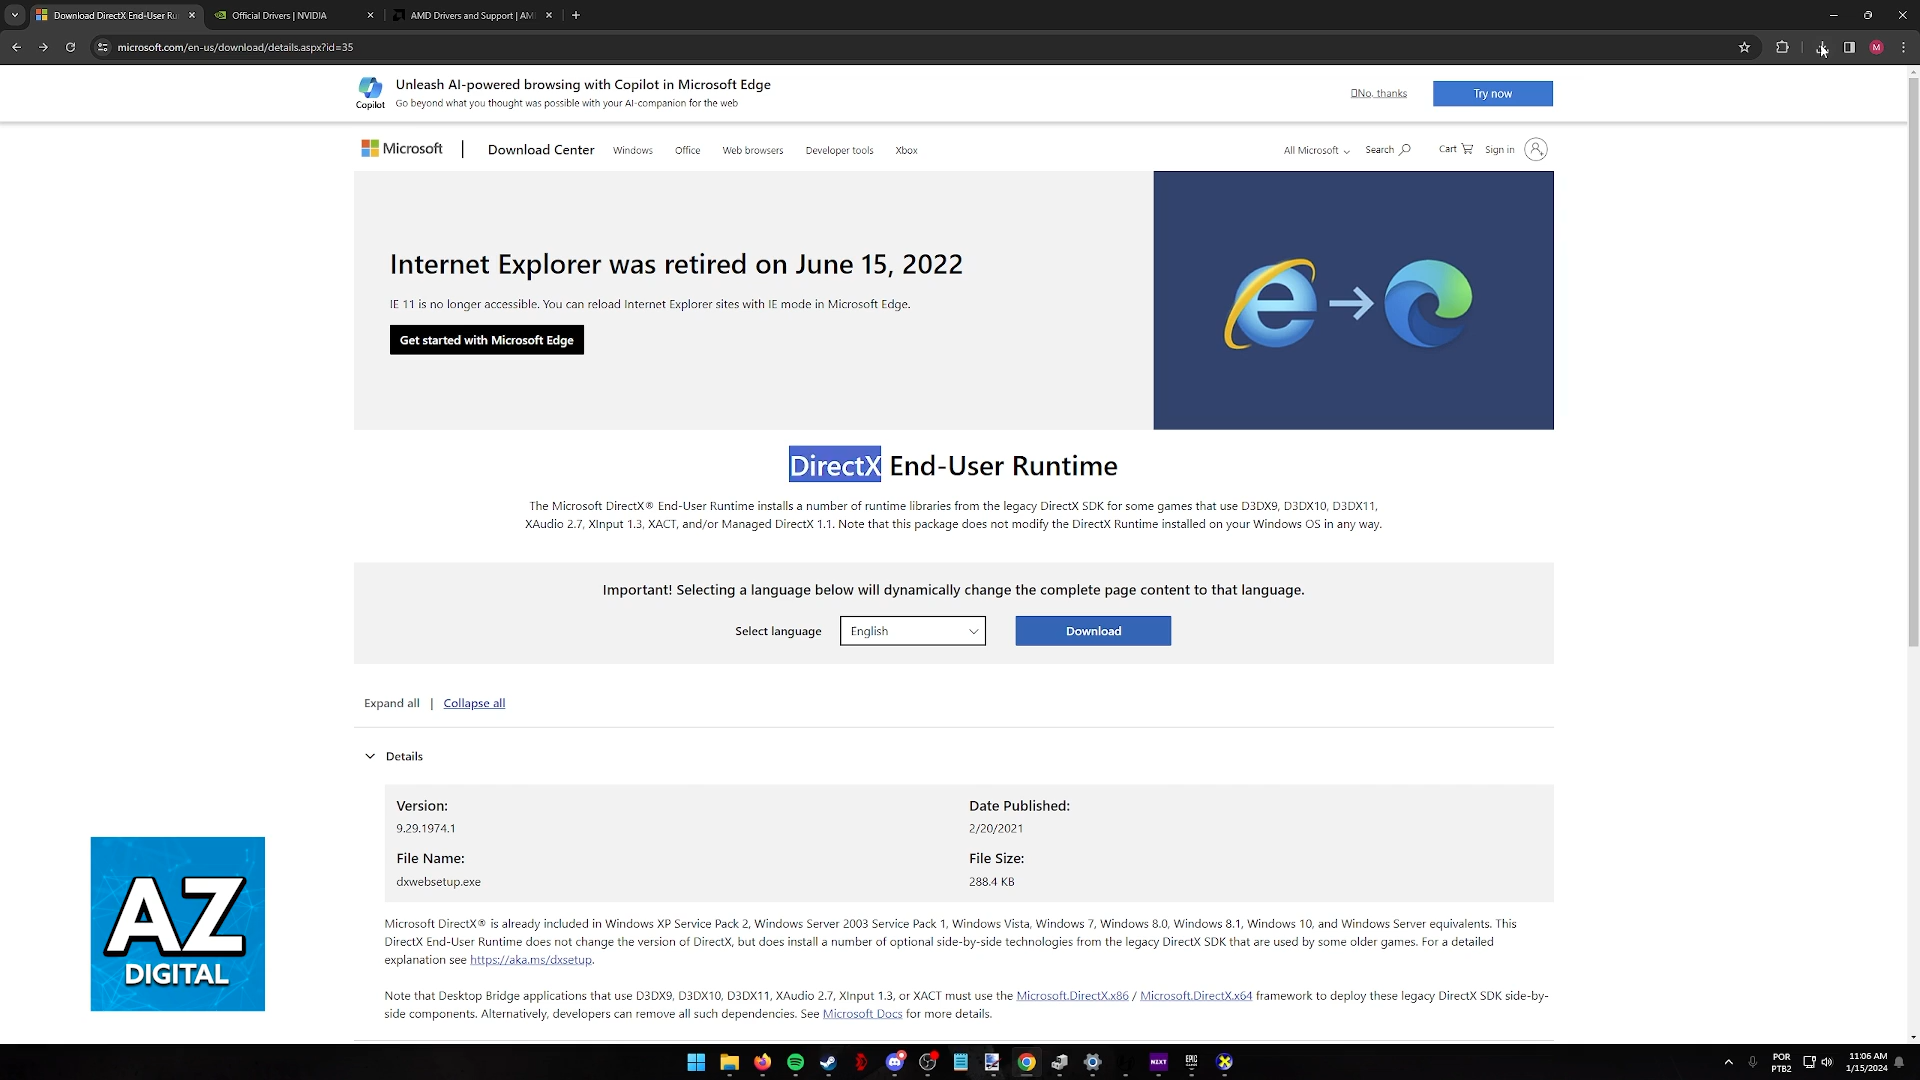 Download DirectX End-User Ru
Official Drivers | NVIDIA
AMD Drivers and Support | AM
microsoft.com/en-us/download/details.aspx?id=35
M
Copilot
Unleash AI-powered browsing with Copilot in Microsoft Edge
Go beyond what you thought was possible with your AI-companion for the web
No, thanks
Try now
Microsoft
Download Center
Windows
Office
Web browsers
Developer tools
Xbox
All Microsoft
Search
Cart
Sign in
Internet Explorer was retired on June 15, 2022
IE 11 is no longer accessible. You can reload Internet Explorer sites with IE mode in Microsoft Edge.
Get started with Microsoft Edge
DirectX End-User Runtime
The Microsoft DirectX® End-User Runtime installs a number of runtime libraries from the legacy DirectX SDK for some games that use D3DX9, D3DX10, D3DX11,
XAudio 2.7, XInput 1.3, XACT, and/or Managed DirectX 1.1. Note that this package does not modify the DirectX Runtime installed on your Windows OS in any way.
Important! Selecting a language below will dynamically change the complete page content to that language.
Select language
English
Download
Expand all | Collapse all
Details
Version:
9.29.1974.1
Date Published:
2/20/2021
File Name:
dxwebsetup.exe
File Size:
288.4 KB
Microsoft DirectX® is already included in Windows XP Service Pack 2, Windows Server 2003 Service Pack 1, Windows Vista, Windows 7, Windows 8.0, Windows 8.1, Windows 10, and Windows Server equivalents. This
DirectX End-User Runtime does not change the version of DirectX, but does install a number of optional side-by-side technologies from the legacy DirectX SDK that are used by some older games. For a detailed
explanation see https://aka.ms/dxsetup.
Note that Desktop Bridge applications that use D3DX9, D3DX10, D3DX11, XAudio 2.7, XInput 1.3, or XACT must use the Microsoft.DirectX.x86 / Microsoft.DirectX.x64 framework to deploy these legacy DirectX SDK side-by-
side components. Alternatively, developers can remove all such dependencies. See Microsoft Docs for more details.
AZ
DIGITAL
NZXT
EPIC
GAMES
POR
PTB2
11:06 AM
1/15/2024